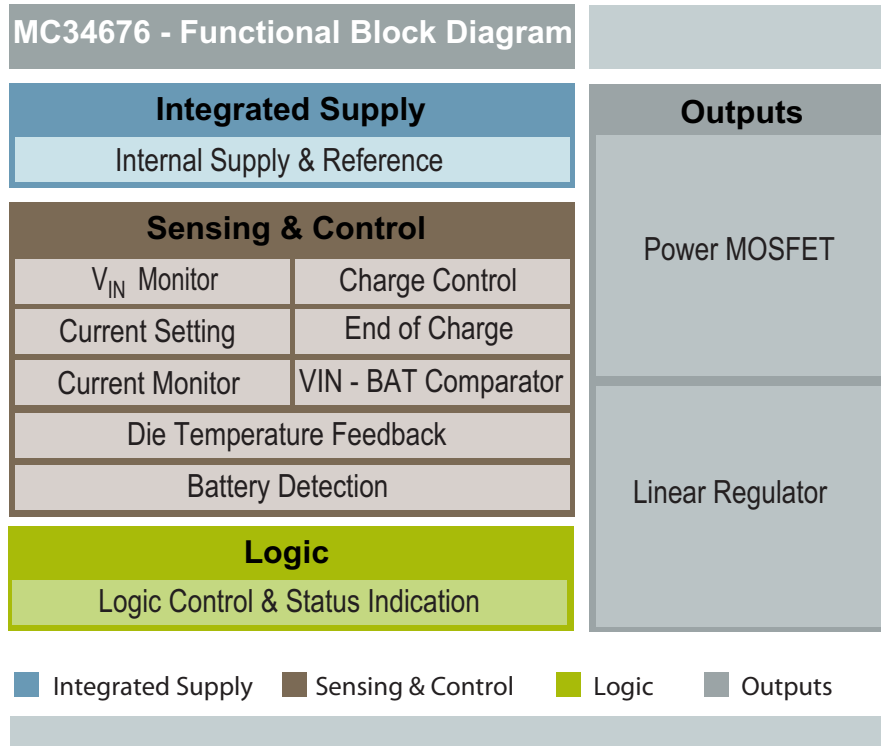 MC34676 - Functional Block Diagram
Integrated Supply
Internal Supply & Reference
Sensing & Control
VIN Monitor
Charge Control
Current Setting
End of Charge
Current Monitor
VIN - BAT Comparator
Die Temperature Feedback
Battery Detection
Logic
Logic Control & Status Indication
Outputs
Power MOSFET
Linear Regulator
Integrated Supply
Sensing & Control
Logic
Outputs